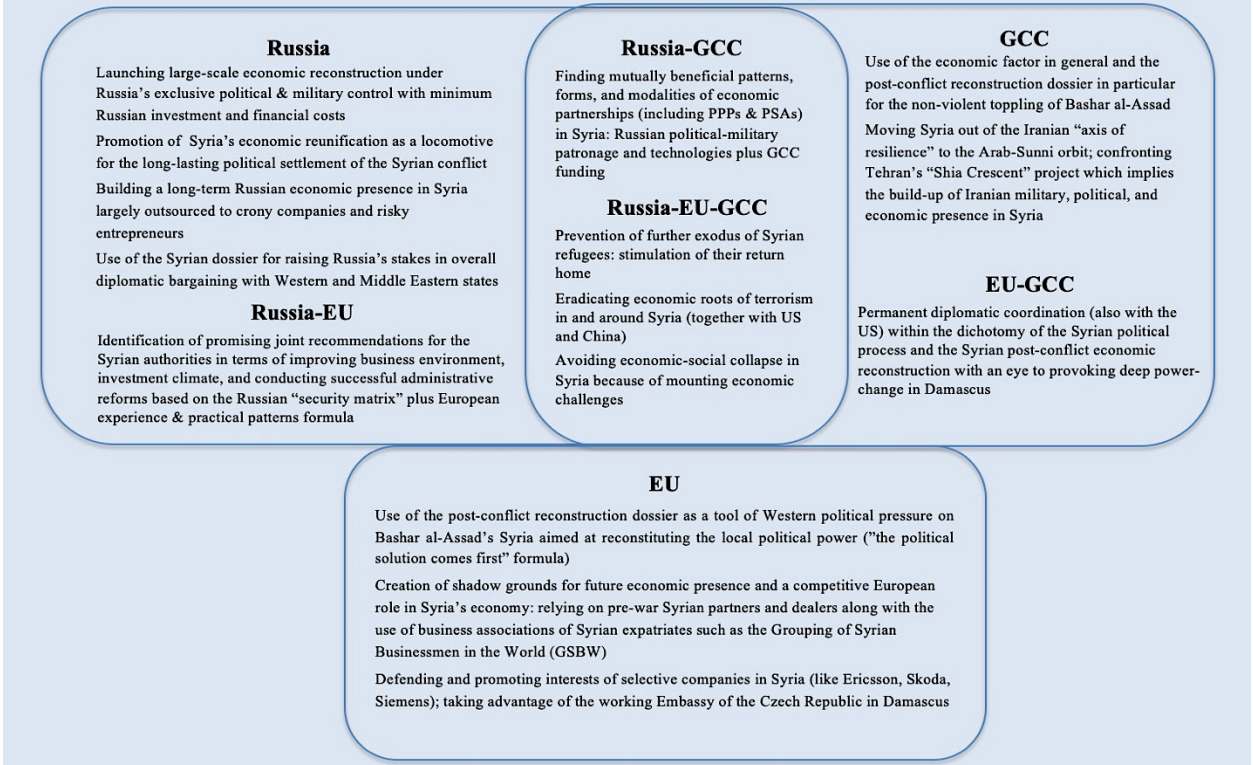 Russia
Launching large-scale economic reconstruction under
Russia's exclusive political & military control with minimum
Russian investment and financial costs
Promotion of Syria's economic reunification as a locomotive
for the long-lasting political settlement of the Syrian conflict
Building a long-term Russian economic presence in Syria
largely outsourced to crony companies and risky
entrepreneurs
Use of the Syrian dossier for raising Russia's stakes in overall
diplomatic bargaining with Western and Middle Eastern states
Russia-EU
Identification of promising joint recommendations for the
Syrian authorities in terms of improving business environment,
investment climate, and conducting successful administrative
reforms based on the Russian “security matrix” plus European
experience & practical patterns formula
Russia-GCC
Finding mutually beneficial patterns,
forms, and modalities of economic
partnerships (including PPPs & PSAs)
in Syria: Russian political-military
patronage and technologies plus GCC
funding
Russia-EU-GCC
Prevention of further exodus of Syrian
refugees: stimulation of their return
home
Eradicating economic roots of terrorism
in and around Syria (together with US
and China)
Avoiding economic-social collapse in
Syria because of mounting economic
challenges
GCC
Use of the economic factor in general and the
post-conflict reconstruction dossier in particular
for the non-violent toppling of Bashar al-Assad
Moving Syria out of the Iranian “axis of
resilience” to the Arab-Sunni orbit; confronting
Tehran's “Shia Crescent” project which implies
the build-up of Iranian military, political, and
economic presence in Syria
EU-GCC
Permanent diplomatic coordination (also with the
US) within the dichotomy of the Syrian political
process and the Syrian post-conflict economic
reconstruction with an eye to provoking deep power-
change in Damascus
EU
Use of the post-conflict reconstruction dossier as a tool of Western political pressure on
Bashar al-Assad's Syria aimed at reconstituting the local political power (”the political
solution comes first” formula)
Creation of shadow grounds for future economic presence and a competitive European
role in Syria's economy: relying on pre-war Syrian partners and dealers along with the
use of business associations of Syrian expatriates such as the Grouping of Syrian
Businessmen in the World (GSBW)
Defending and promoting interests of selective companies in Syria (like Ericsson, Skoda,
Siemens); taking advantage of the working Embassy of the Czech Republic in Damascus